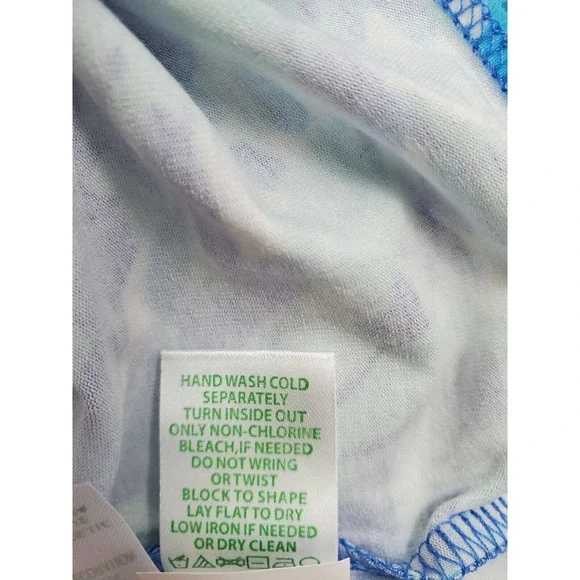 HAND WASH COLD
SEPARATELY
TURN INSIDE OUT
ONLY NON-CHLORINE
BLEACH,IF NEEDED
DO NOT WRING
OR TWIST
BLOCK TO SHAPE
LAY FLAT TO DRY
LOW IRON IF NEEDED
OR DRY CLEAN